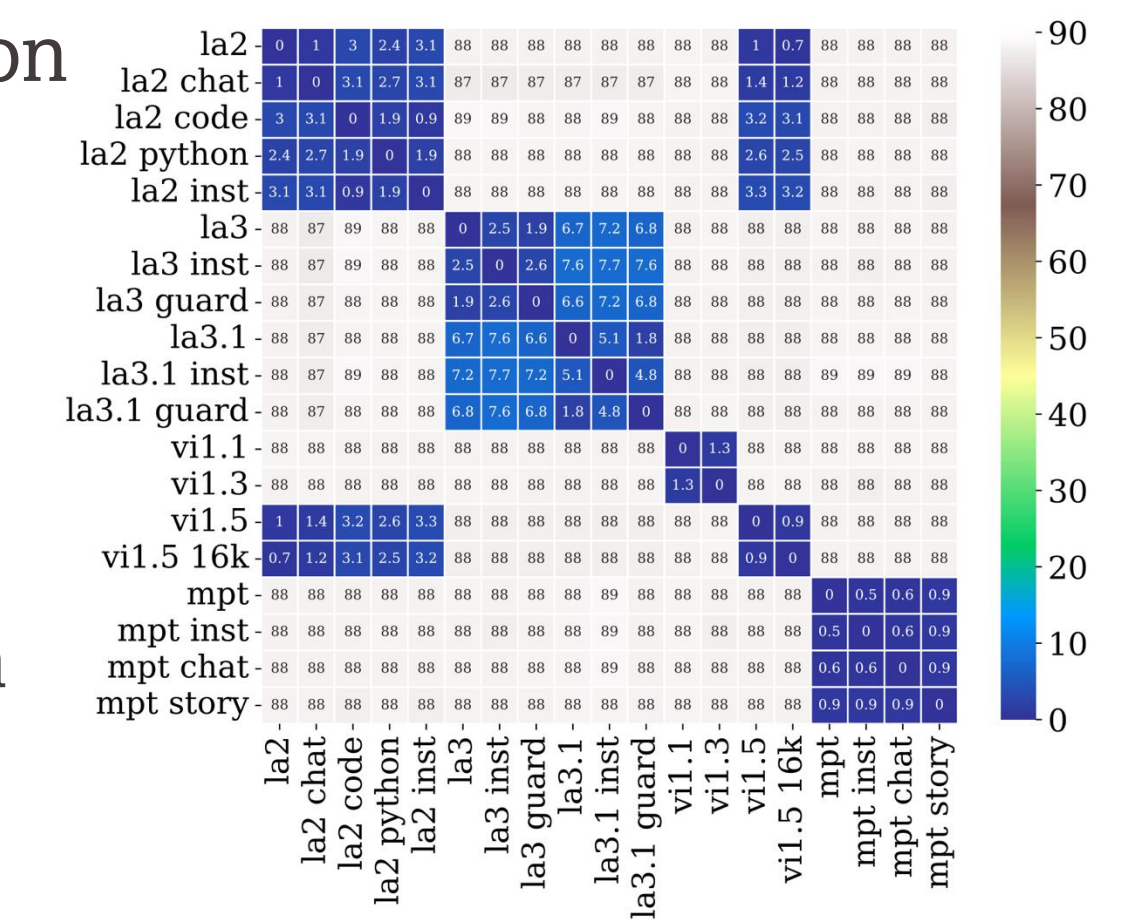 on
la2 0 1 3 2.4 3.1 88 88 88 88 88 88 88 88 1 0.7 88 88 88 88
la2 chat 1 0 3.1 2.7 3.1 87 87 87 87 87 87 88 88 1.4 1.2 88 88 88 88
la2 code 3 3.1 0 1.9 0.9 89 89 88 88 89 88 88 88 3.2 3.1 88 88 88 88
la2 python 2.4 2.7 1.9 0 1.9 88 88 88 88 88 88 88 88 2.6 2.5 88 88 88 88
la2 inst 3.1 3.1 0.9 1.9 0 88 88 88 88 88 88 88 88 3.3 3.2 88 88 88 88
la3 88 87 89 88 88 0 2.5 1.9 6.7 7.2 6.8 88 88 88 88 88 88 88 88
la3 inst 88 87 89 88 88 2.5 0 2.6 7.6 7.7 7.6 88 88 88 88 88 88 88 88
la3 guard 88 87 88 88 88 1.9 2.6 0 6.6 7.2 6.8 88 88 88 88 88 88 88 88
la3.1 88 87 88 88 88 6.7 7.6 6.6 0 5.1 1.8 88 88 88 88 88 88 88 88
la3.1 inst 88 87 89 88 88 7.2 7.7 7.2 5.1 0 4.8 88 88 88 88 89 89 89 88
la3.1 guard 88 87 88 88 88 6.8 7.6 6.8 1.8 4.8 0 88 88 88 88 88 88 88 88
vi1.1 88 88 88 88 88 88 88 88 88 88 88 0 1.3 88 88 88 88 88 88
vi1.3 88 88 88 88 88 88 88 88 88 88 88 1.3 0 88 88 88 88 88 88
vi1.5 1 1.4 3.2 2.6 3.3 88 88 88 88 88 88 88 88 0 0.9 88 88 88 88
vi1.5 16k 0.7 1.2 3.1 2.5 3.2 88 88 88 88 88 88 88 88 0.9 0 88 88 88 88
mpt 88 88 88 88 88 88 88 88 88 89 88 88 88 88 88 0 0.5 0.6 0.9
mpt inst 88 88 88 88 88 88 88 88 88 89 88 88 88 88 88 0.5 0 0.6 0.9
mpt chat 88 88 88 88 88 88 88 88 88 89 88 88 88 88 88 0.6 0.6 0 0.9
mpt story 88 88 88 88 88 88 88 88 88 88 88 88 88 88 88 0.9 0.9 0.9 0
la2
la2 chat
la2 code
la2 python
la2 inst
la3
la3 inst
la3 guard
la3.1
la3.1 inst
la3.1 guard
vi1.1
vi1.3
vi1.5
vi1.5 16k
mpt
mpt inst
mpt chat
mpt story
90
80
70
60
50
40
30
20
10
0